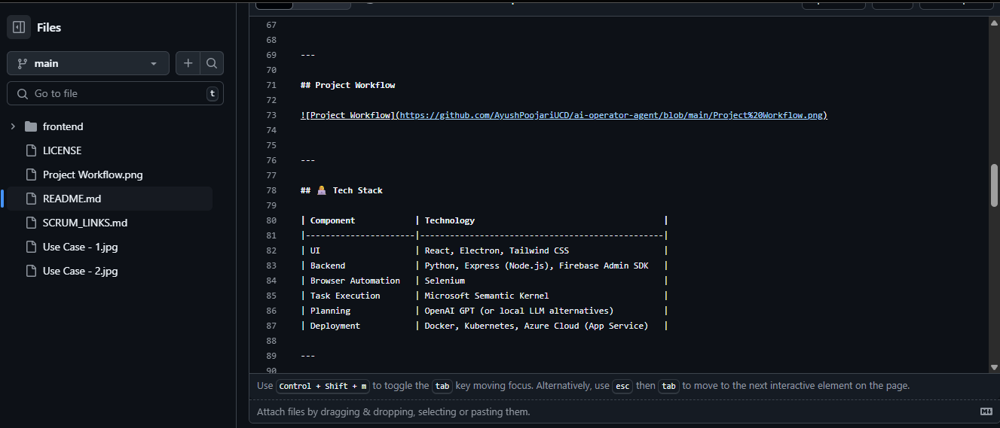 Files
main
Go to file
t
frontend
LICENSE
Project Workflow.png
README.md
SCRUM_LINKS.md
Use Case - 1.jpg
Use Case - 2.jpg
67
68
69 ---
70
71 ## Project Workflow
72
73 ![Project Workflow](https://github.com/AyushPoojariUCD/ai-operator-agent/blob/main/Project%20Workflow.png)
74
75
76 ---
77
78 ## 🧑‍💻 Tech Stack
79
80 | Component | Technology |
81 |----------------------|-------------------------------------------------|
82 | UI | React, Electron, Tailwind CSS |
83 | Backend | Python, Express (Node.js), Firebase Admin SDK |
84 | Browser Automation | Selenium |
85 | Task Execution | Microsoft Semantic Kernel |
86 | Planning | OpenAI GPT (or local LLM alternatives) |
87 | Deployment | Docker, Kubernetes, Azure Cloud (App Service) |
88
89 ---
90
Use Control + Shift + m to toggle the tab key moving focus. Alternatively, use esc then tab to move to the next interactive element on the page.
Attach files by dragging & dropping, selecting or pasting them.